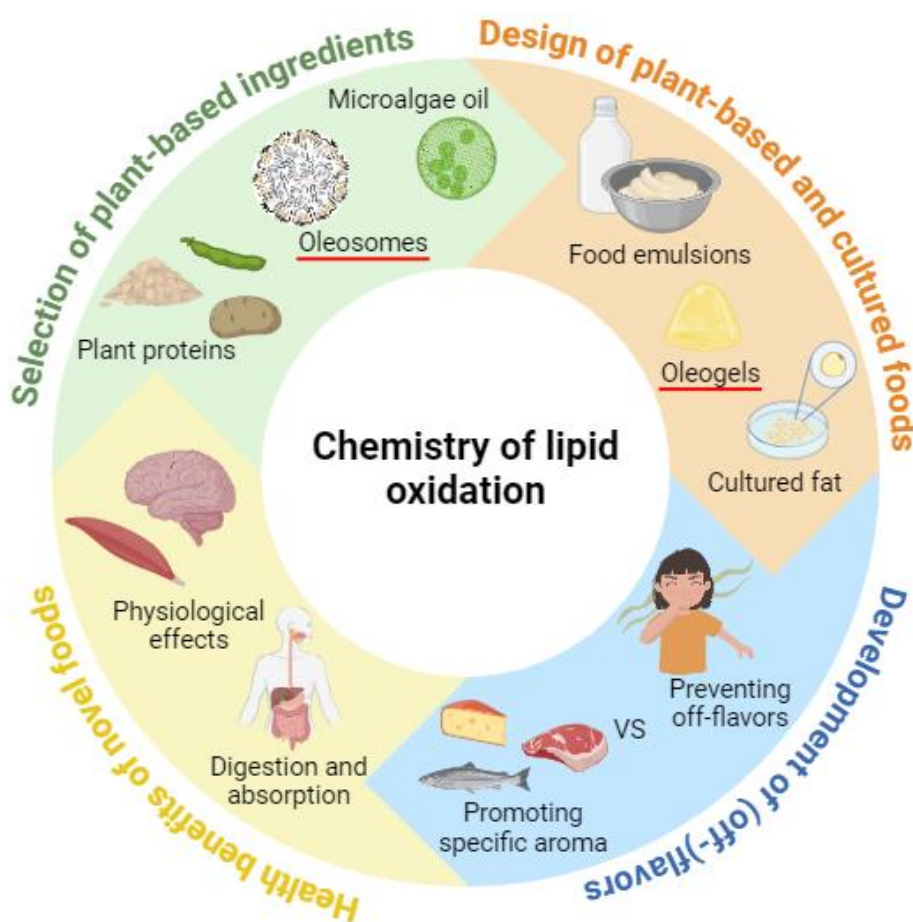 Selection of plant-based ingredients
Design of plant-based and cultured foods
Microalgae oil
Oleosomes
Plant proteins
Food emulsions
Oleogels
Cultured fat
Chemistry of lipid
oxidation
Physiological
effects
Digestion and
absorption
Preventing
off-flavors
VS
Promoting
specific aroma
Health benefits of novel foods
Development of (off-)flavors